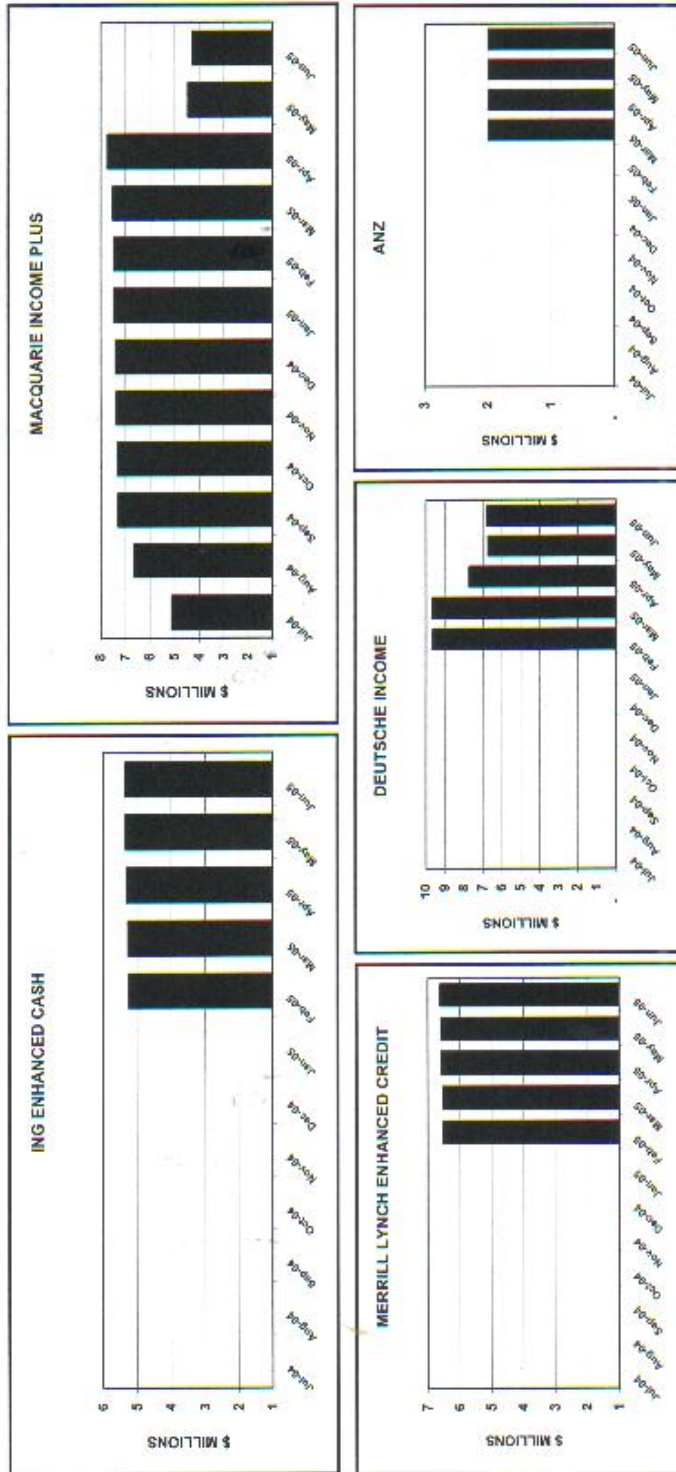 ING ENHANCED CASH
$ MILLIONS
6
5
4
3
2
1
Jul-04 Aug-04 Sep-04 Oct-04 Nov-04 Dec-04 Jan-05 Feb-05 Mar-05 Apr-05 May-05 Jun-05
MACQUARIE INCOME PLUS
$ MILLIONS
8
7
6
5
4
3
2
1
Jul-04 Aug-04 Sep-04 Oct-04 Nov-04 Dec-04 Jan-05 Feb-05 Mar-05 Apr-05 May-05 Jun-05
MERRILL LYNCH ENHANCED CREDIT
$ MILLIONS
7
6
5
4
3
2
1
Jul-04 Aug-04 Sep-04 Oct-04 Nov-04 Dec-04 Jan-05 Feb-05 Mar-05 Apr-05 May-05 Jun-05
DEUTSCHE INCOME
$ MILLIONS
10
9
8
7
6
5
4
3
2
1
-
Jul-04 Aug-04 Sep-04 Oct-04 Nov-04 Dec-04 Jan-05 Feb-05 Mar-05 Apr-05 May-05 Jun-05
ANZ
$ MILLIONS
3
2
1
-
Jul-04 Aug-04 Sep-04 Oct-04 Nov-04 Dec-04 Jan-05 Feb-05 Mar-05 Apr-05 May-05 Jun-05